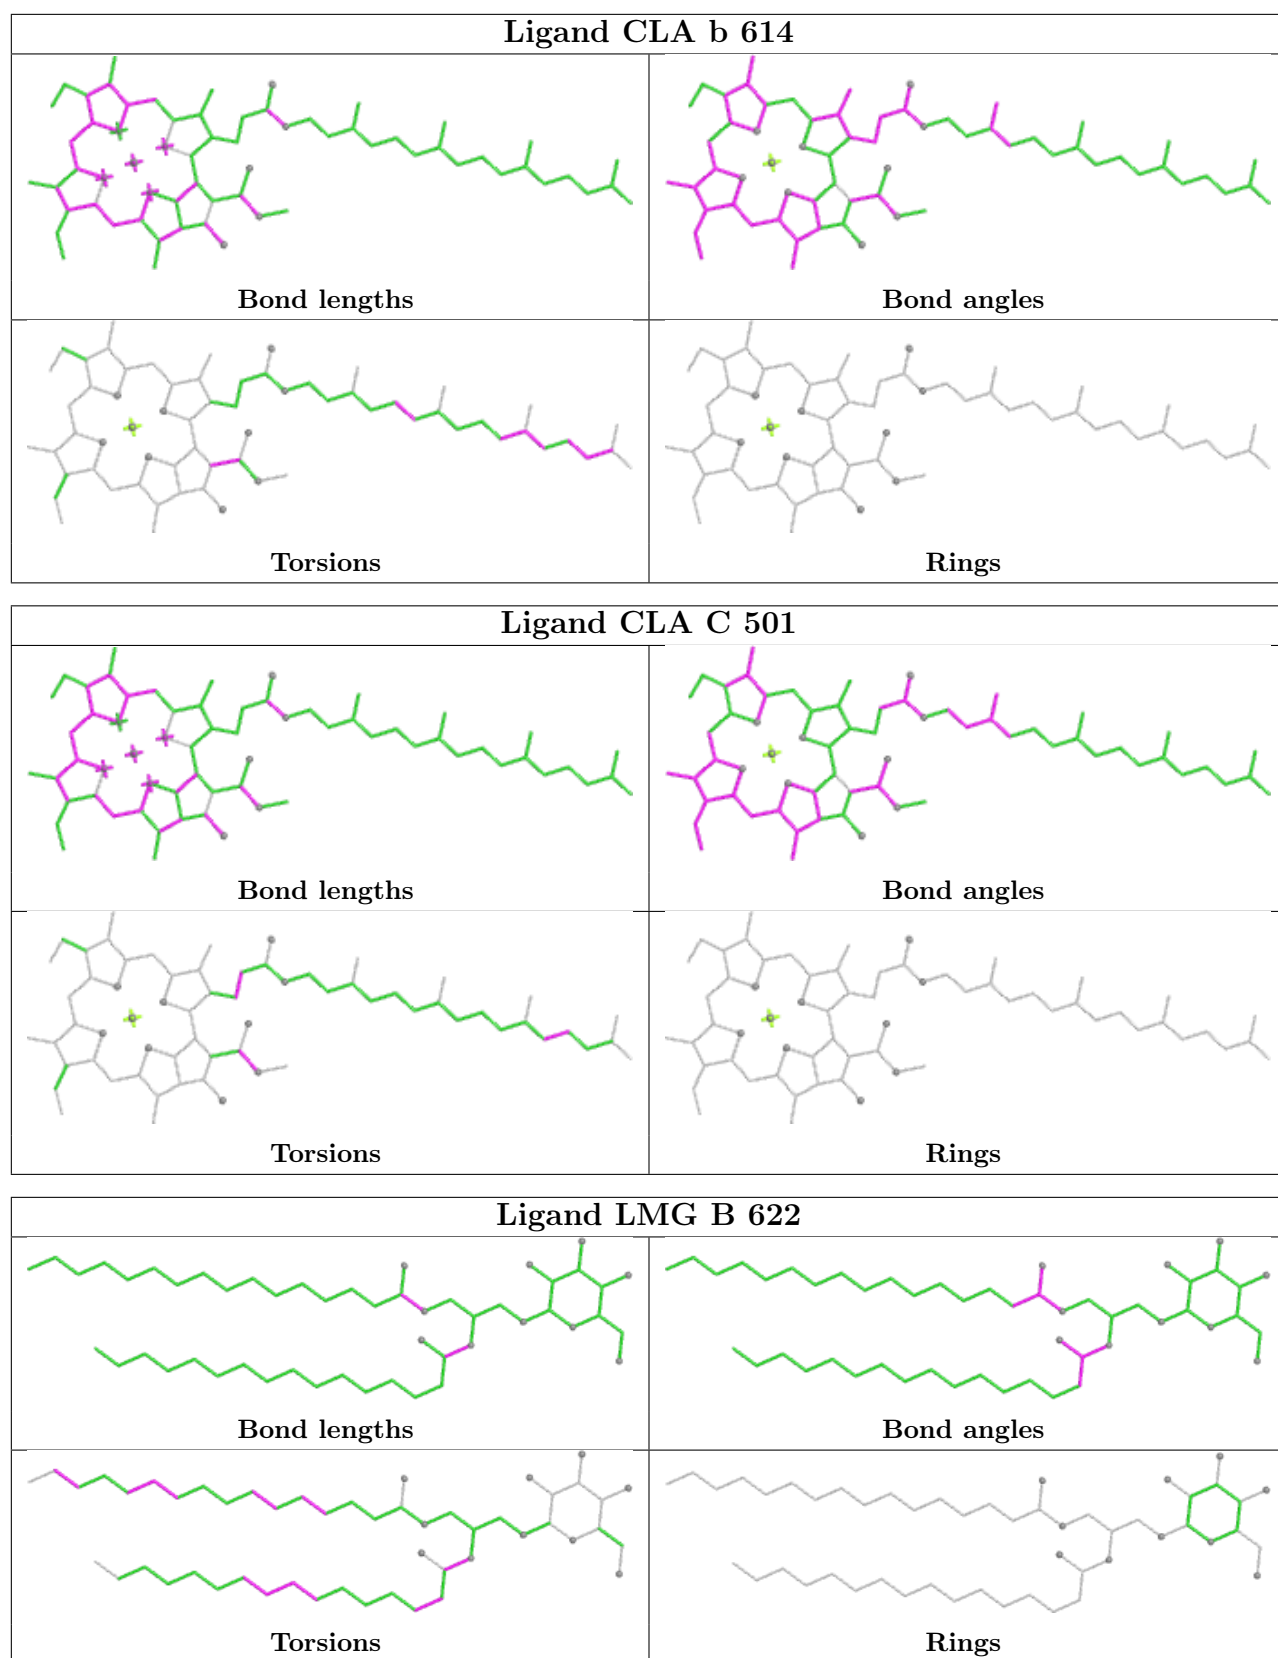 Ligand CLA b 614
Bond lengths
Bond angles
Torsions
Rings
Ligand CLA C 501
Bond lengths
Bond angles
Torsions
Rings
Ligand LMG B 622
Bond lengths
Bond angles
Torsions
Rings